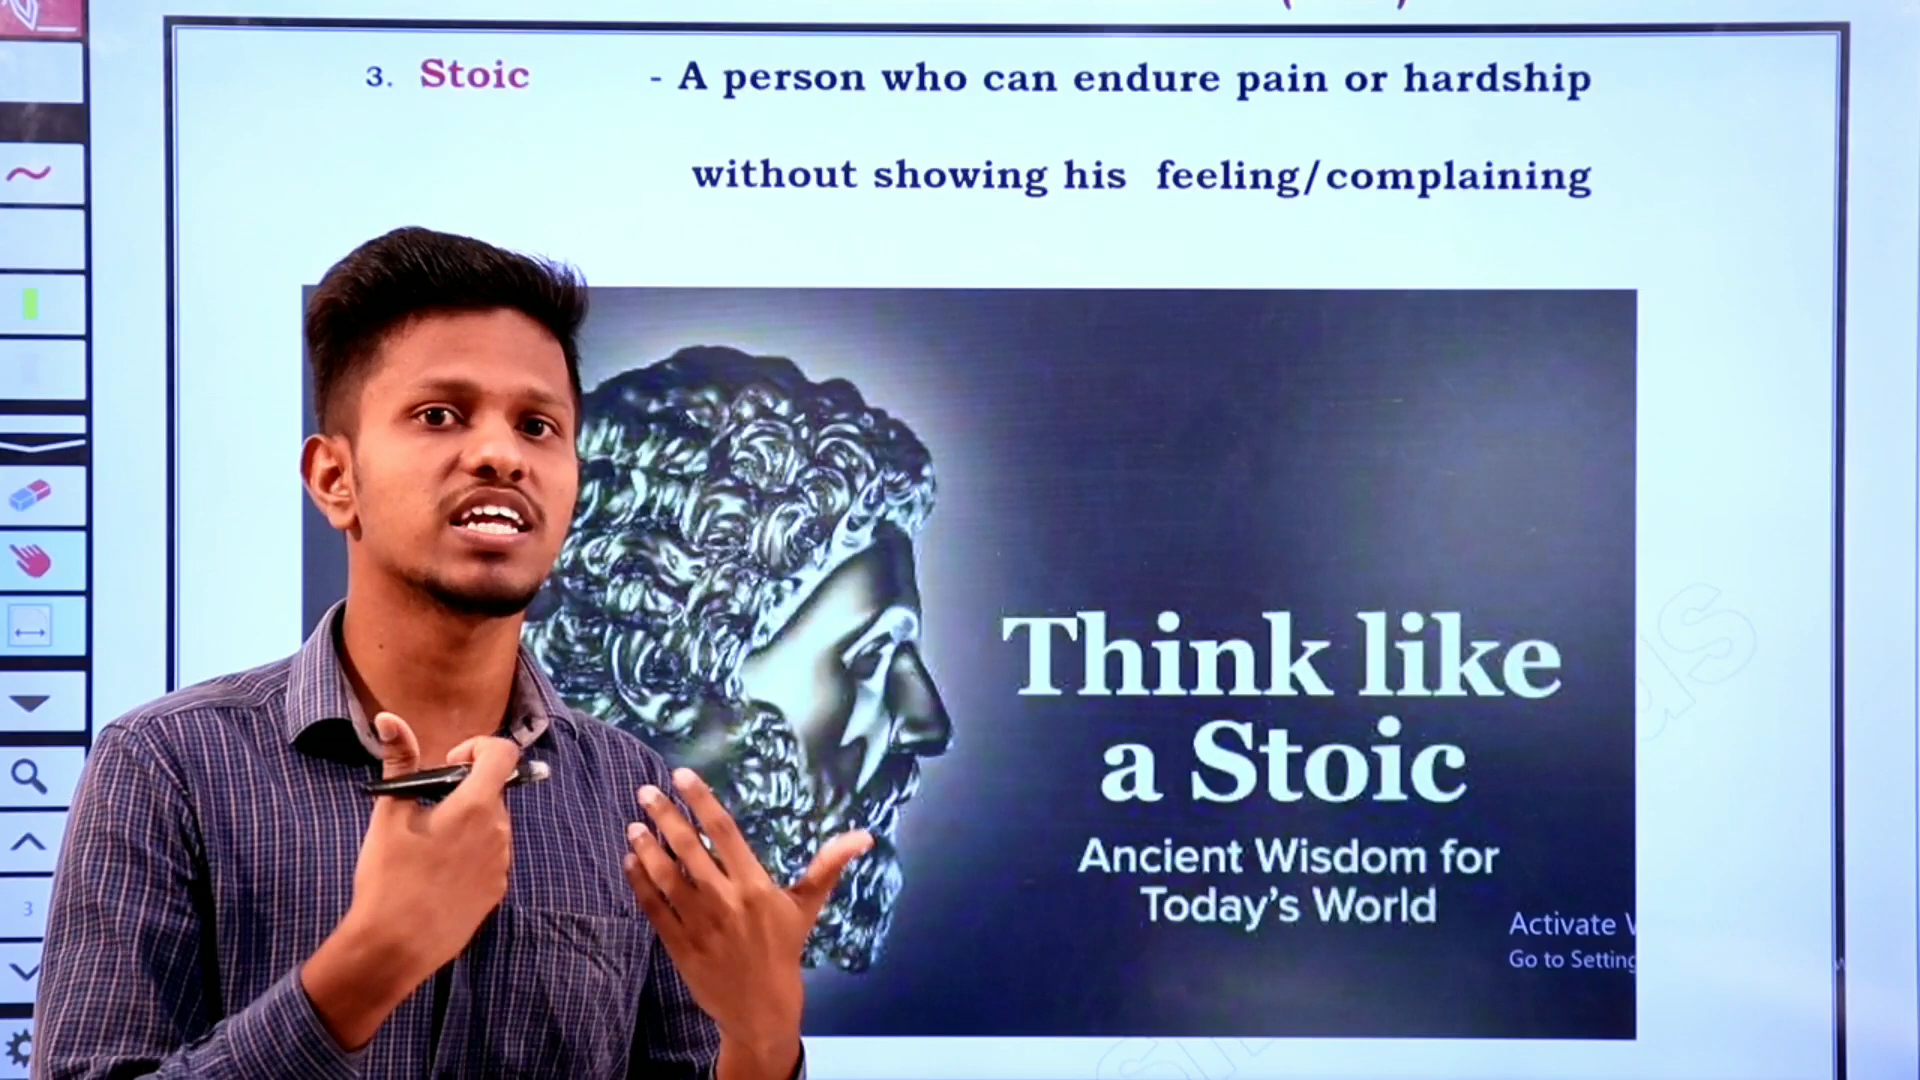 3. Stoic - A person who can endure pain or hardship
without showing his feeling/complaining
Think like
a Stoic
Ancient Wisdom for
Today's World
Activate
Go to Setting
3